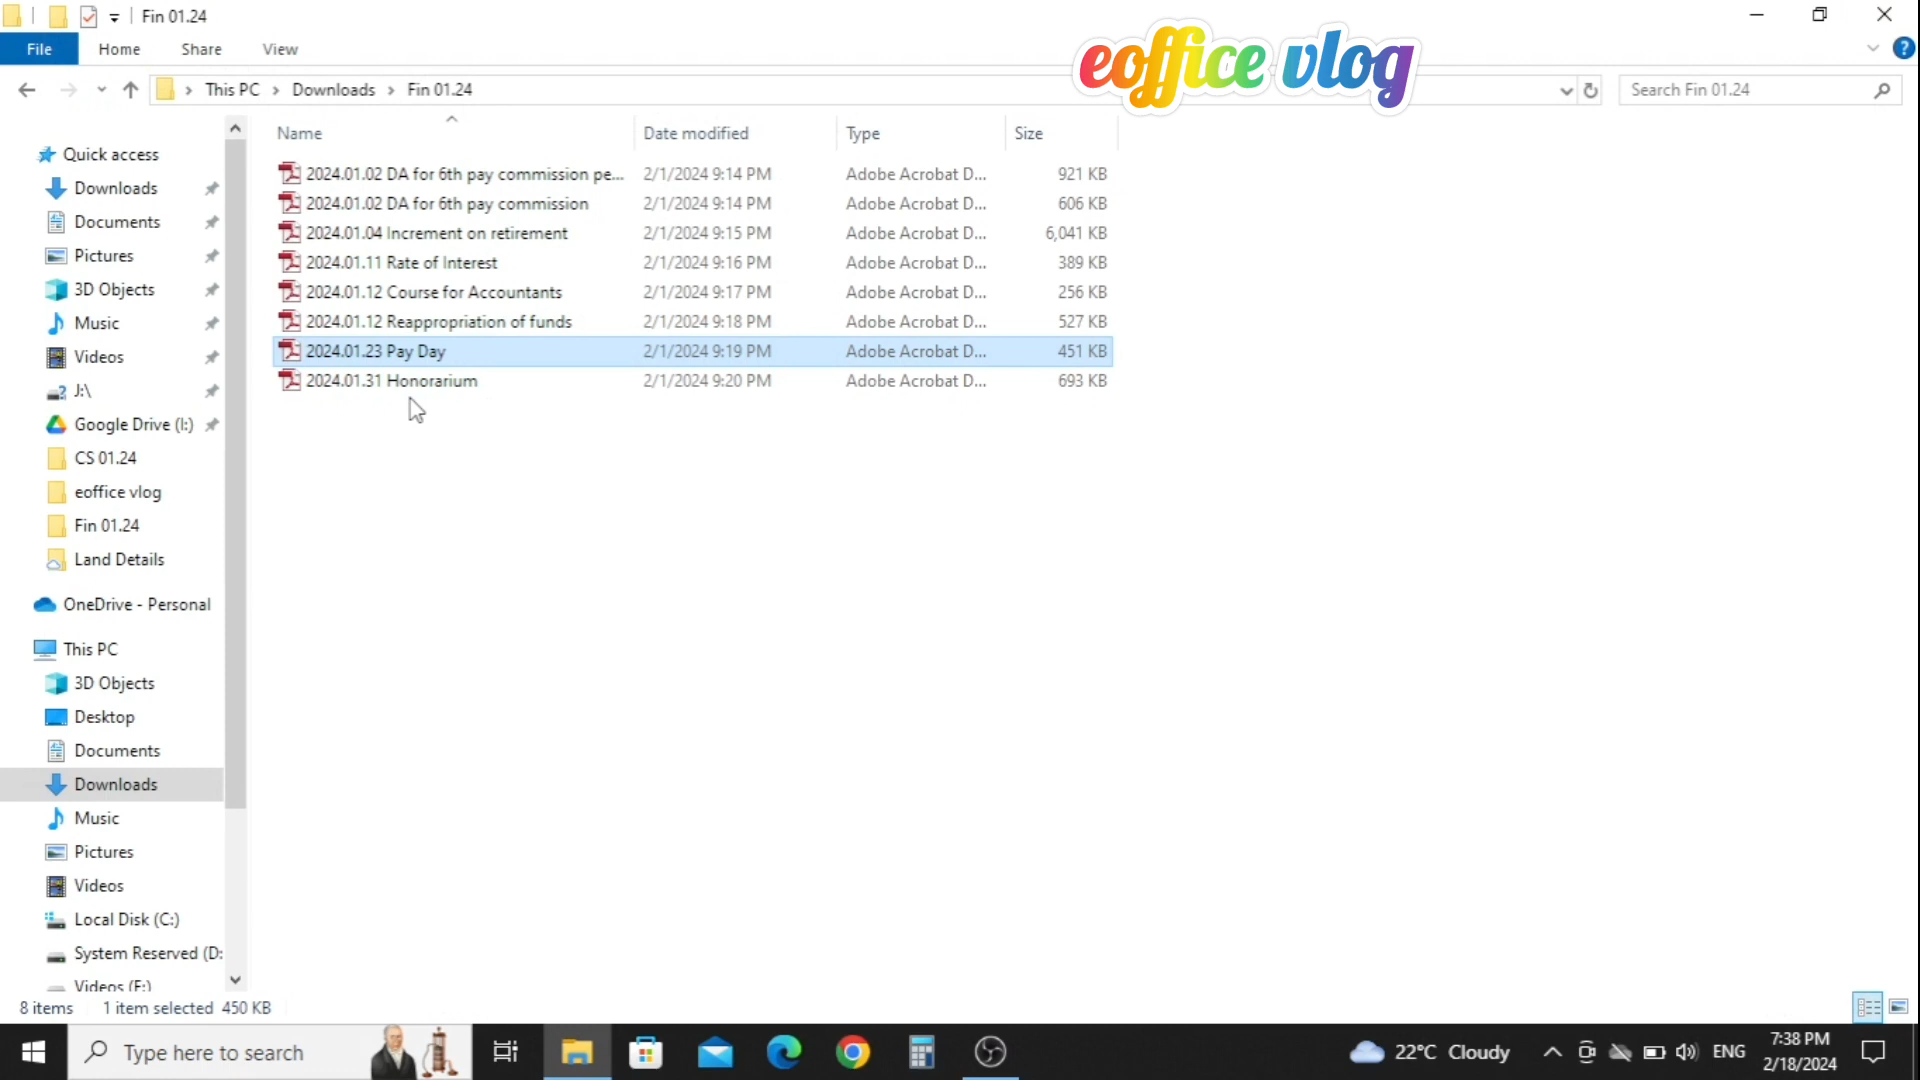 Fin 01.24
File Home Share View
eoffice vlog
This PC Downloads Fin 01.24
Search Fin 01.24
Name Date modified Type Size
2024.01.02 DA for 6th pay commission pe... 2/1/2024 9:14 PM Adobe Acrobat D... 921 KB
2024.01.02 DA for 6th pay commission 2/1/2024 9:14 PM Adobe Acrobat D... 606 KB
2024.01.04 Increment on retirement 2/1/2024 9:15 PM Adobe Acrobat D... 6,041 KB
2024.01.11 Rate of Interest 2/1/2024 9:16 PM Adobe Acrobat D... 389 KB
2024.01.12 Course for Accountants 2/1/2024 9:17 PM Adobe Acrobat D... 256 KB
2024.01.12 Reappropriation of funds 2/1/2024 9:18 PM Adobe Acrobat D... 527 KB
2024.01.23 Pay Day 2/1/2024 9:19 PM Adobe Acrobat D... 451 KB
2024.01.31 Honorarium 2/1/2024 9:20 PM Adobe Acrobat D... 693 KB
Quick access
Downloads
Documents
Pictures
3D Objects
Music
Videos
J:\
Google Drive (I:)
CS 01.24
eoffice vlog
Fin 01.24
Land Details
OneDrive - Personal
This PC
3D Objects
Desktop
Documents
Downloads
Music
Pictures
Videos
Local Disk (C:)
System Reserved (D:
Videos (E:)
8 items 1 item selected 450 KB
Type here to search
22°C Cloudy
ENG
7:38 PM
2/18/2024